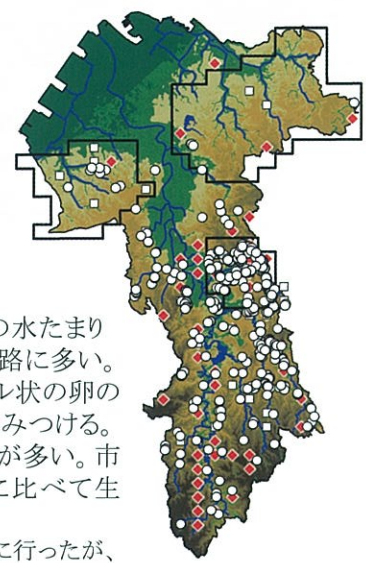 の水たまり
路に多い。
ル状の卵の
みつける。
が多い。市
に比べて生
に行ったが、